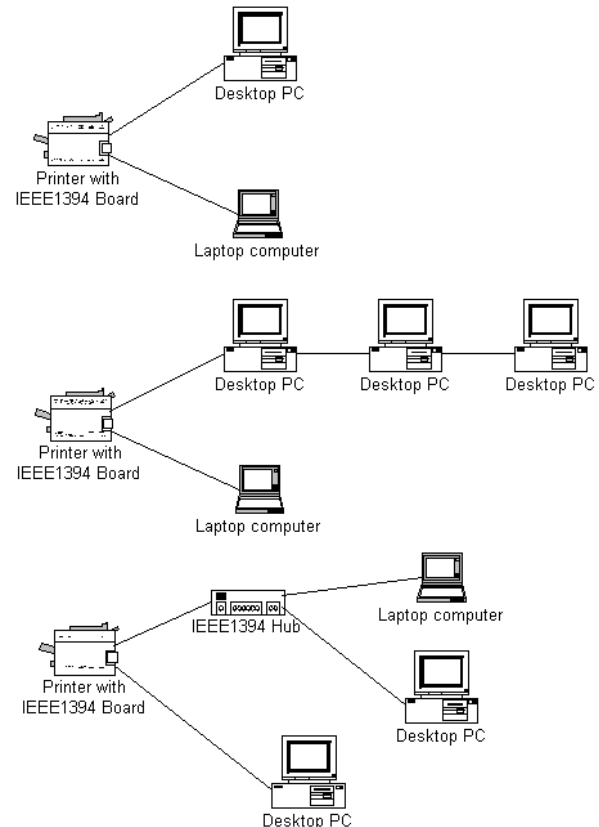 Desktop PC
Printer with
IEEE1394 Board
Laptop computer
Desktop PC
Desktop PC
Desktop PC
Printer with
IEEE1394 Board
Laptop computer
Laptop computer
IEEE1394 Hub
Printer with
IEEE1394 Board
Desktop PC
Desktop PC